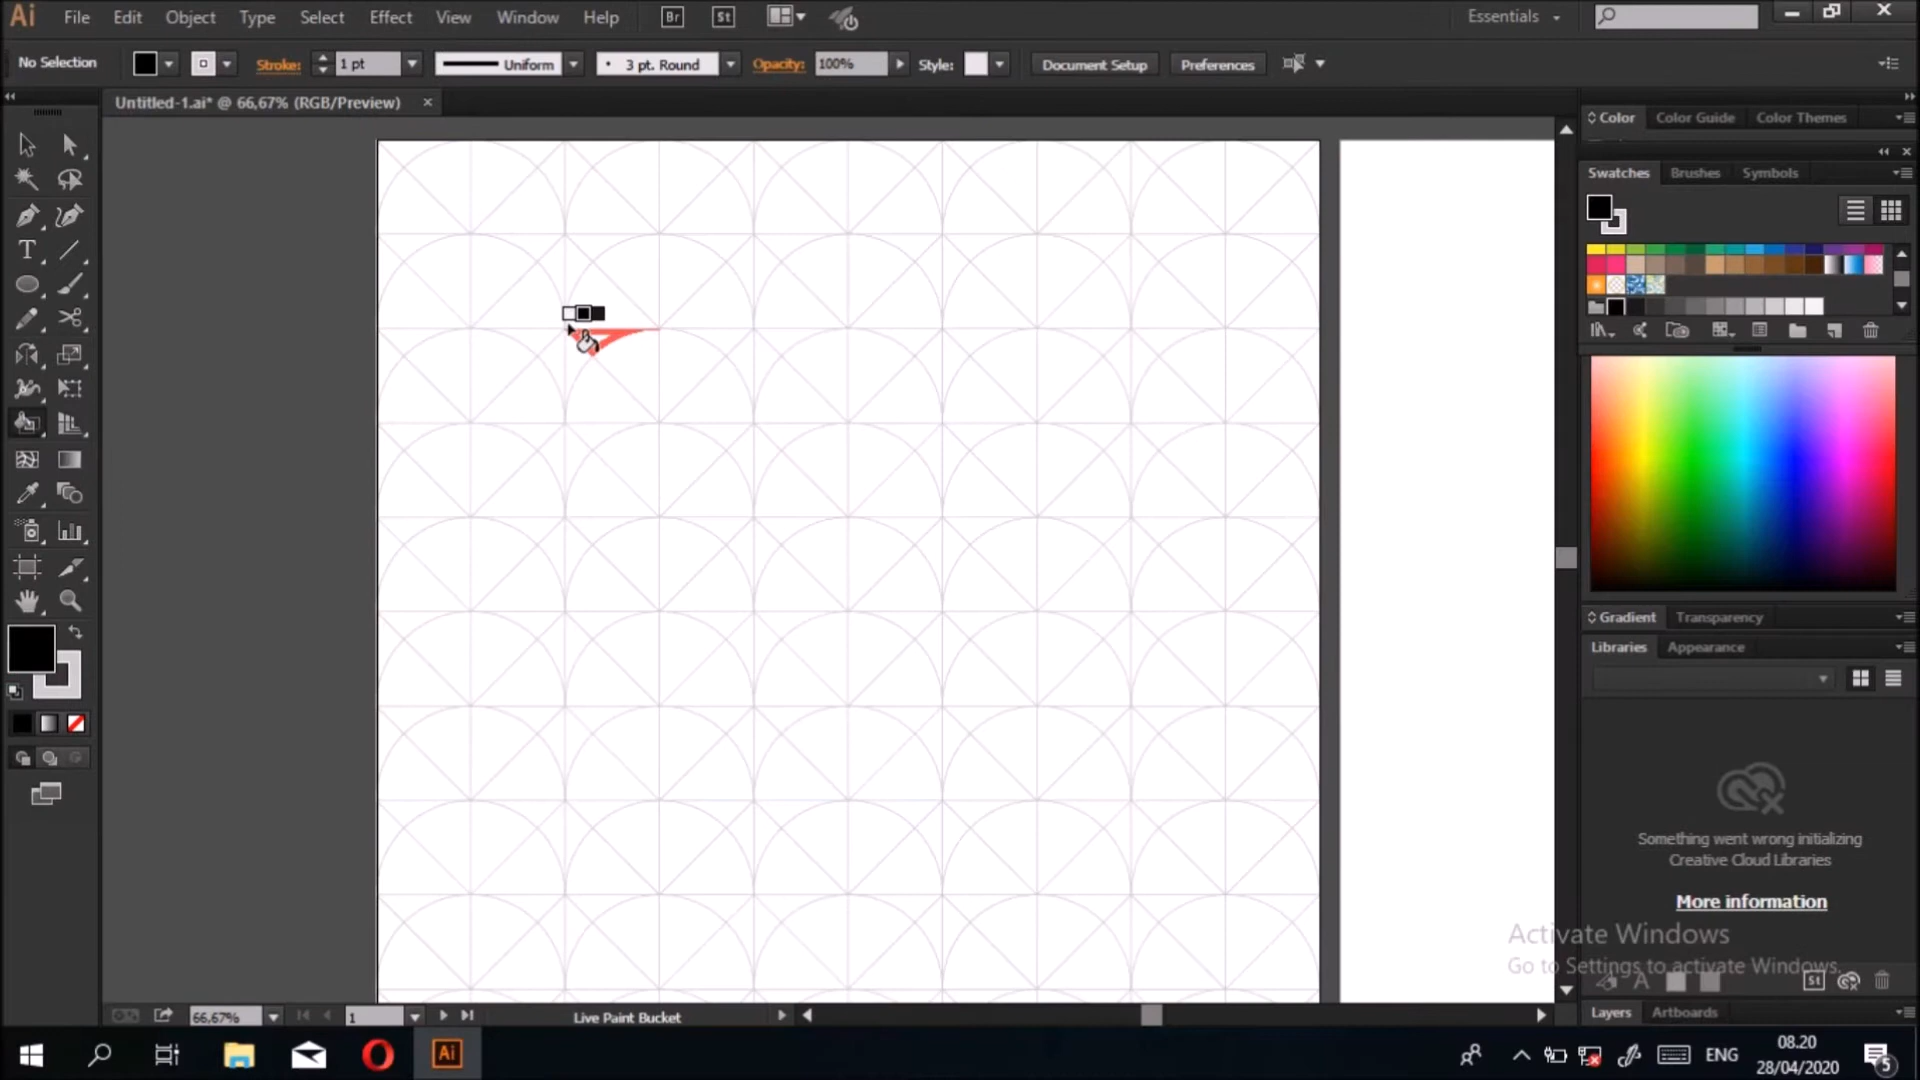 Ai File Edit Object Type Select Effect View Window Help Br St Essentials
No Selection Stroke: 1 pt Uniform 3 pt. Round Opacity: 100% Style: Document Setup Preferences
Untitled-1.ai* @ 66,67% (RGB/Preview)
Color Color Guide Color Themes
Swatches Brushes Symbols
T
Gradient Transparency
Libraries Appearance
Something went wrong initializing
Creative Cloud Libraries
More information
Activate Windows
Go to Settings to activate Windows.
A St
66,67% 1 Live Paint Bucket
Layers Artboards
Ai ENG 08.20
28/04/2020
5